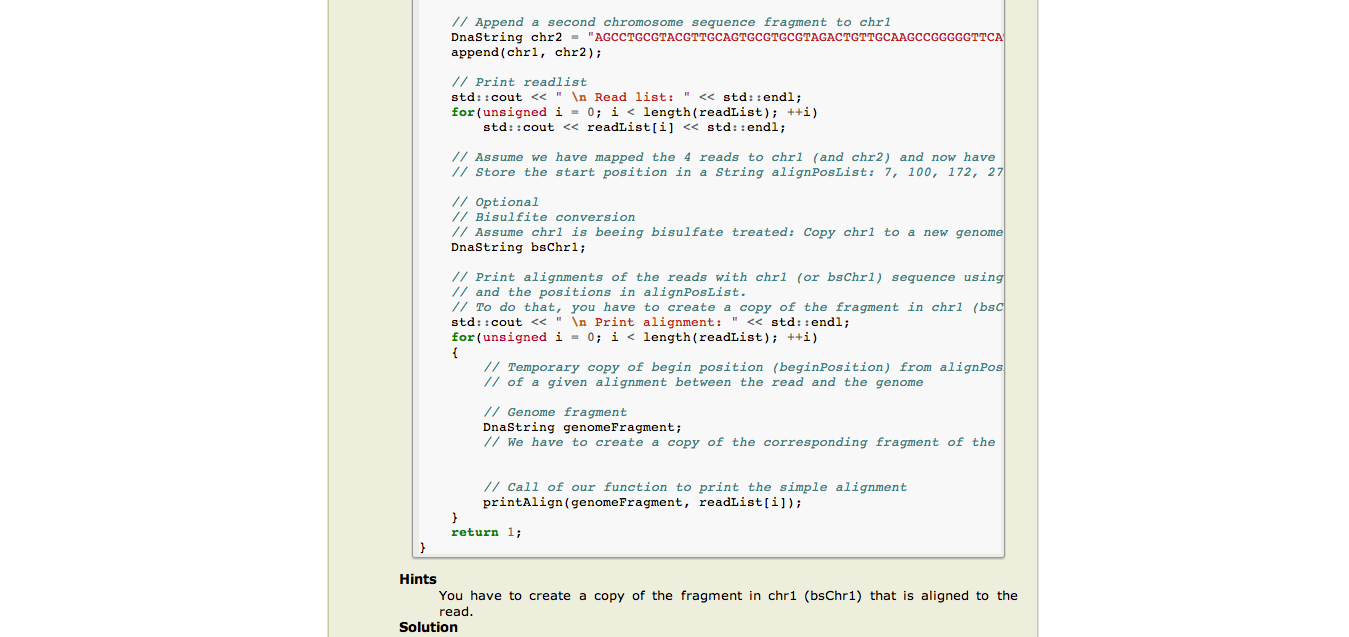 // Append a second chromosome sequence fragment to chr1
DnaString chr2 = "AGCCTGCGTACGTTGCAGTGCGTGCGTAGACTGTTGCAAGCCGGGGGTTCA
append(chr1, chr2);
// Print readlist
std::cout << " \n Read list: " << std::endl;
for(unsigned i = 0; i < length(readList); ++i)
std::cout << readList[i] << std::endl;
// Assume we have mapped the 4 reads to chr1 (and chr2) and now have
// Store the start position in a String alignPosList: 7, 100, 172, 27
// Optional
// Bisulfite conversion
// Assume chr1 is beeing bisulfate treated: Copy chr1 to a new genome
DnaString bsChr1;
// Print alignments of the reads with chr1 (or bsChr1) sequence using
// and the positions in alignPosList.
// To do that, you have to create a copy of the fragment in chr1 (bsC
std::cout << " \n Print alignment: " << std::endl;
for(unsigned i = 0; i < length(readList); ++i)
{
// Temporary copy of begin position (beginPosition) from alignPos
// of a given alignment between the read and the genome
// Genome fragment
DnaString genomeFragment;
// We have to create a copy of the corresponding fragment of the
// Call of our function to print the simple alignment
printAlign(genomeFragment, readList[i]);
}
return 1;
}
Hints
You have to create a copy of the fragment in chr1 (bsChr1) that is aligned to the
read.
Solution